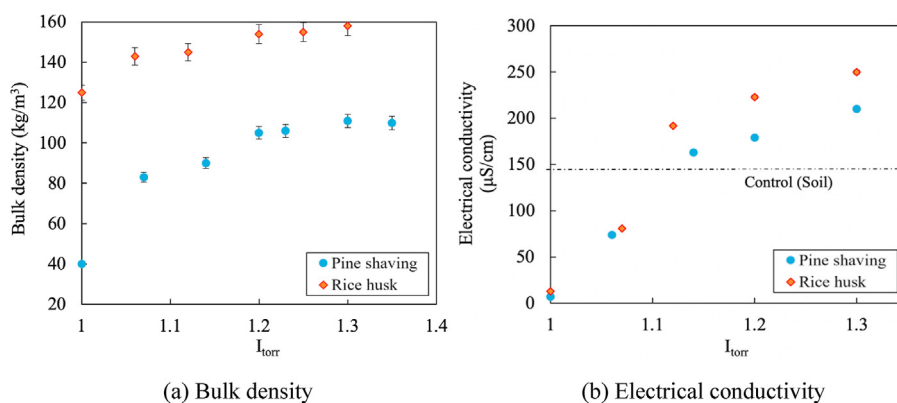 160
140
120
100
80
60
40
20
Bulk density (kg/m³)
Pine shaving
Rice husk
1
1.1
1.2
1.3
1.4
I_torr
(a) Bulk density
300
250
200
150
100
50
0
Electrical conductivity
(µS/cm)
Control (Soil)
Pine shaving
Rice husk
1
1.1
1.2
1.3
I_torr
(b) Electrical conductivity